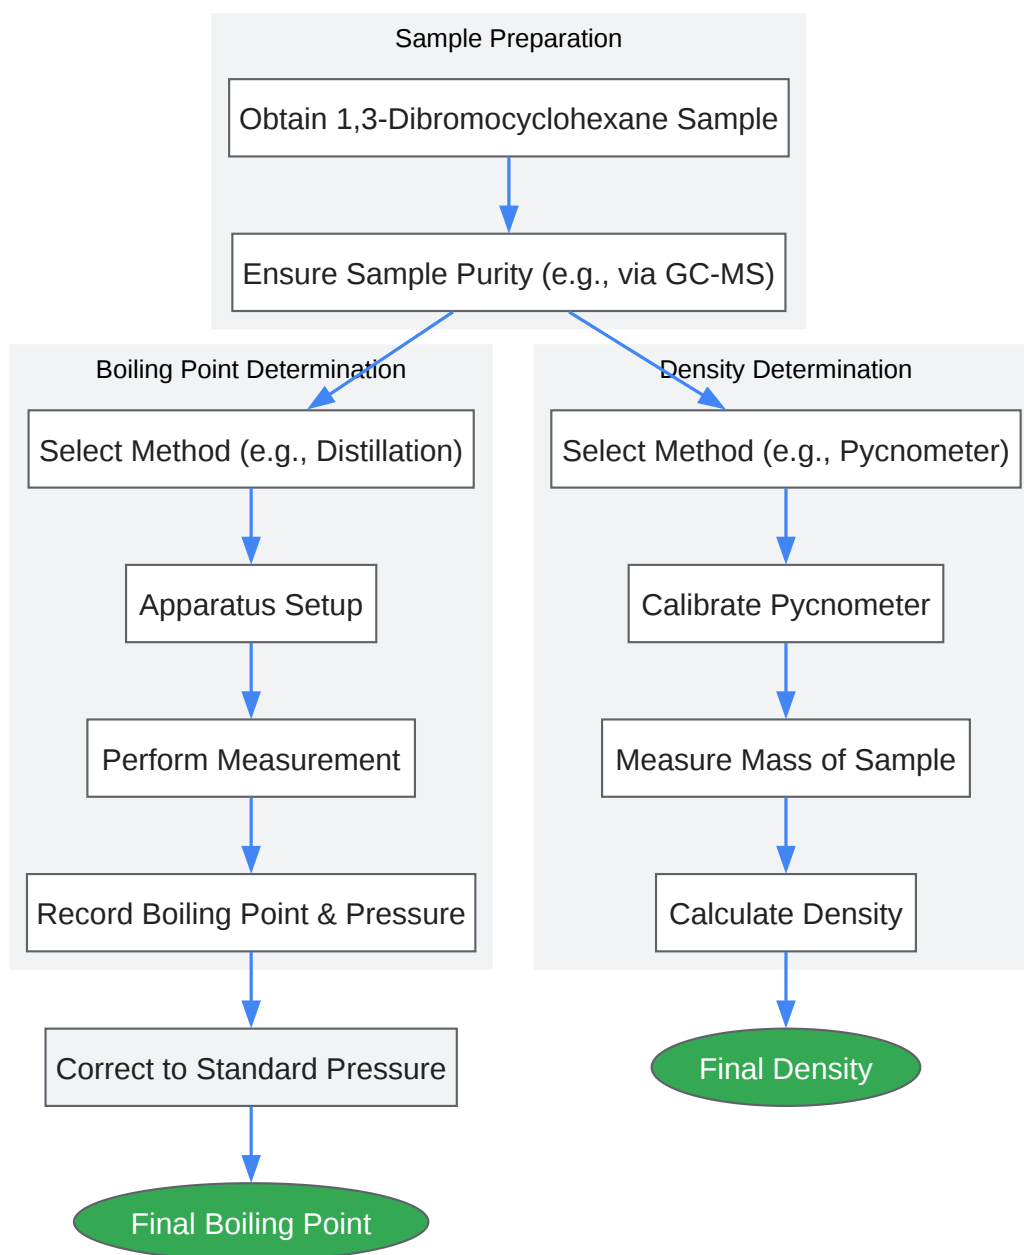 Sample Preparation
Obtain 1,3-Dibromocyclohexane Sample
Ensure Sample Purity (e.g., via GC-MS)
Boiling Point Determination
Select Method (e.g., Distillation)
Apparatus Setup
Perform Measurement
Record Boiling Point & Pressure
Correct to Standard Pressure
Final Boiling Point
Density Determination
Select Method (e.g., Pycnometer)
Calibrate Pycnometer
Measure Mass of Sample
Calculate Density
Final Density